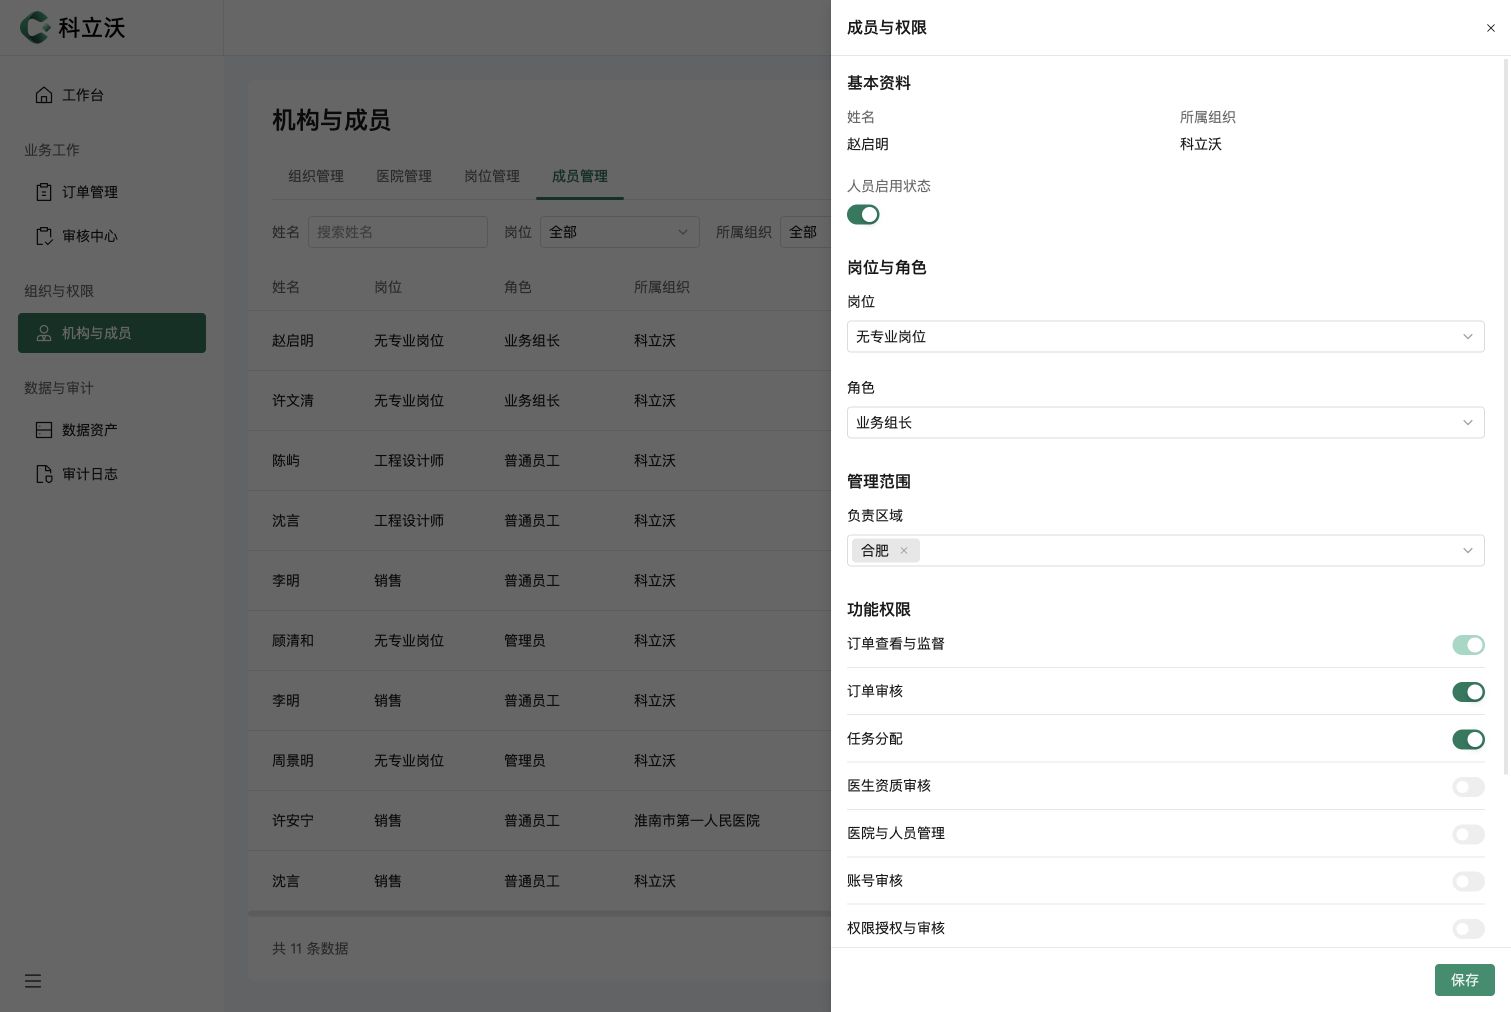 科立沃
工作台
业务工作
订单管理
审核中心
组织与权限
机构与成员
数据与审计
数据资产
审计日志
机构与成员
组织管理 医院管理 岗位管理 成员管理
姓名 搜索姓名 岗位 全部 所属组织 全部
姓名 岗位 角色 所属组织
赵启明 无专业岗位 业务组长 科立沃
许文清 无专业岗位 业务组长 科立沃
陈屿 工程设计师 普通员工 科立沃
沈言 工程设计师 普通员工 科立沃
李明 销售 普通员工 科立沃
顾清和 无专业岗位 管理员 科立沃
李明 销售 普通员工 科立沃
周景明 无专业岗位 管理员 科立沃
许安宁 销售 普通员工 淮南市第一人民医院
沈言 销售 普通员工 科立沃
共 11 条数据
成员与权限
基本资料
姓名 所属组织
赵启明 科立沃
人员启用状态
岗位与角色
岗位
无专业岗位
角色
业务组长
管理范围
负责区域
合肥
功能权限
订单查看与监督
订单审核
任务分配
医生资质审核
医院与人员管理
账号审核
权限授权与审核
保存